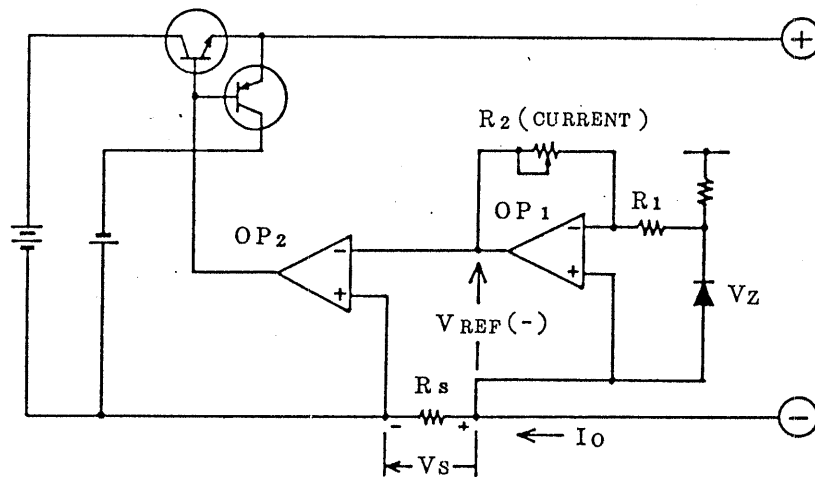 +
R2 (CURRENT)
OP1
R1
OP2
-
-
+
+
VZ
VREF(-)
RS
-
+
-
IO
VS